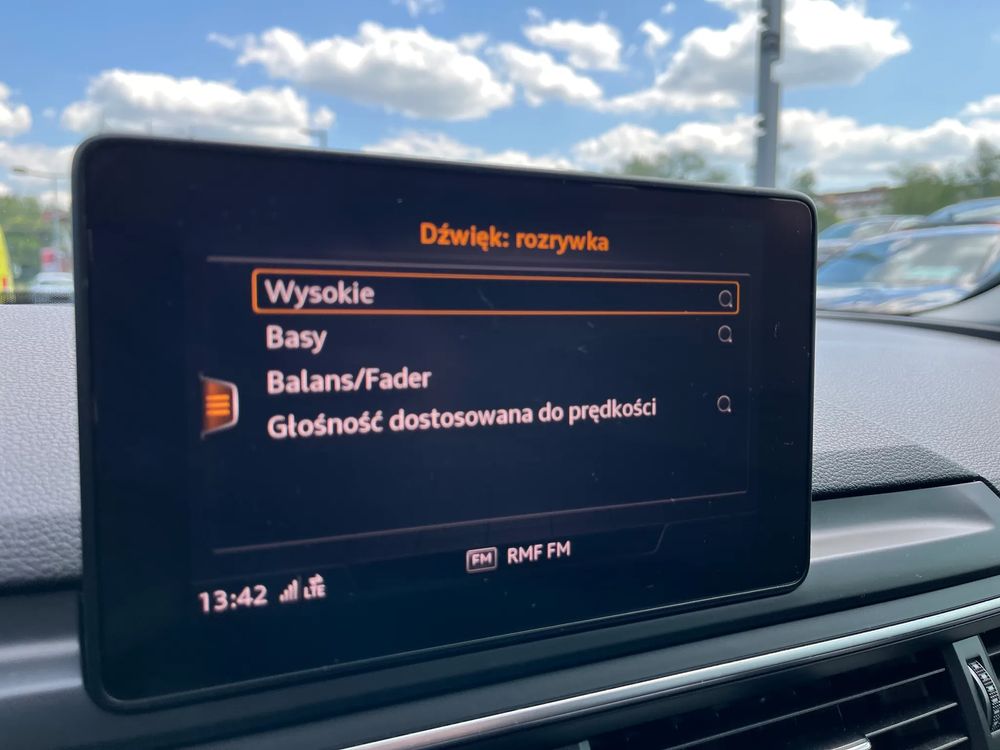 Dźwięk: rozrywka
Wysokie
Basy
Balans/Fader
Głośność dostosowana do prędkości
FM RMF FM
13:42 LTE